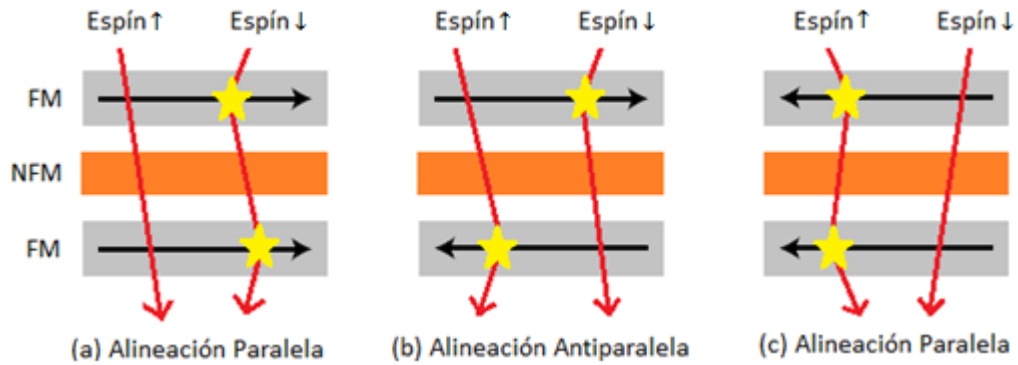 Espín↑ Espín↓ Espín↑ Espín↓ Espín↑ Espín↓
FM
NFM
FM
(a) Alineación Paralela (b) Alineación Antiparalela (c) Alineación Paralela